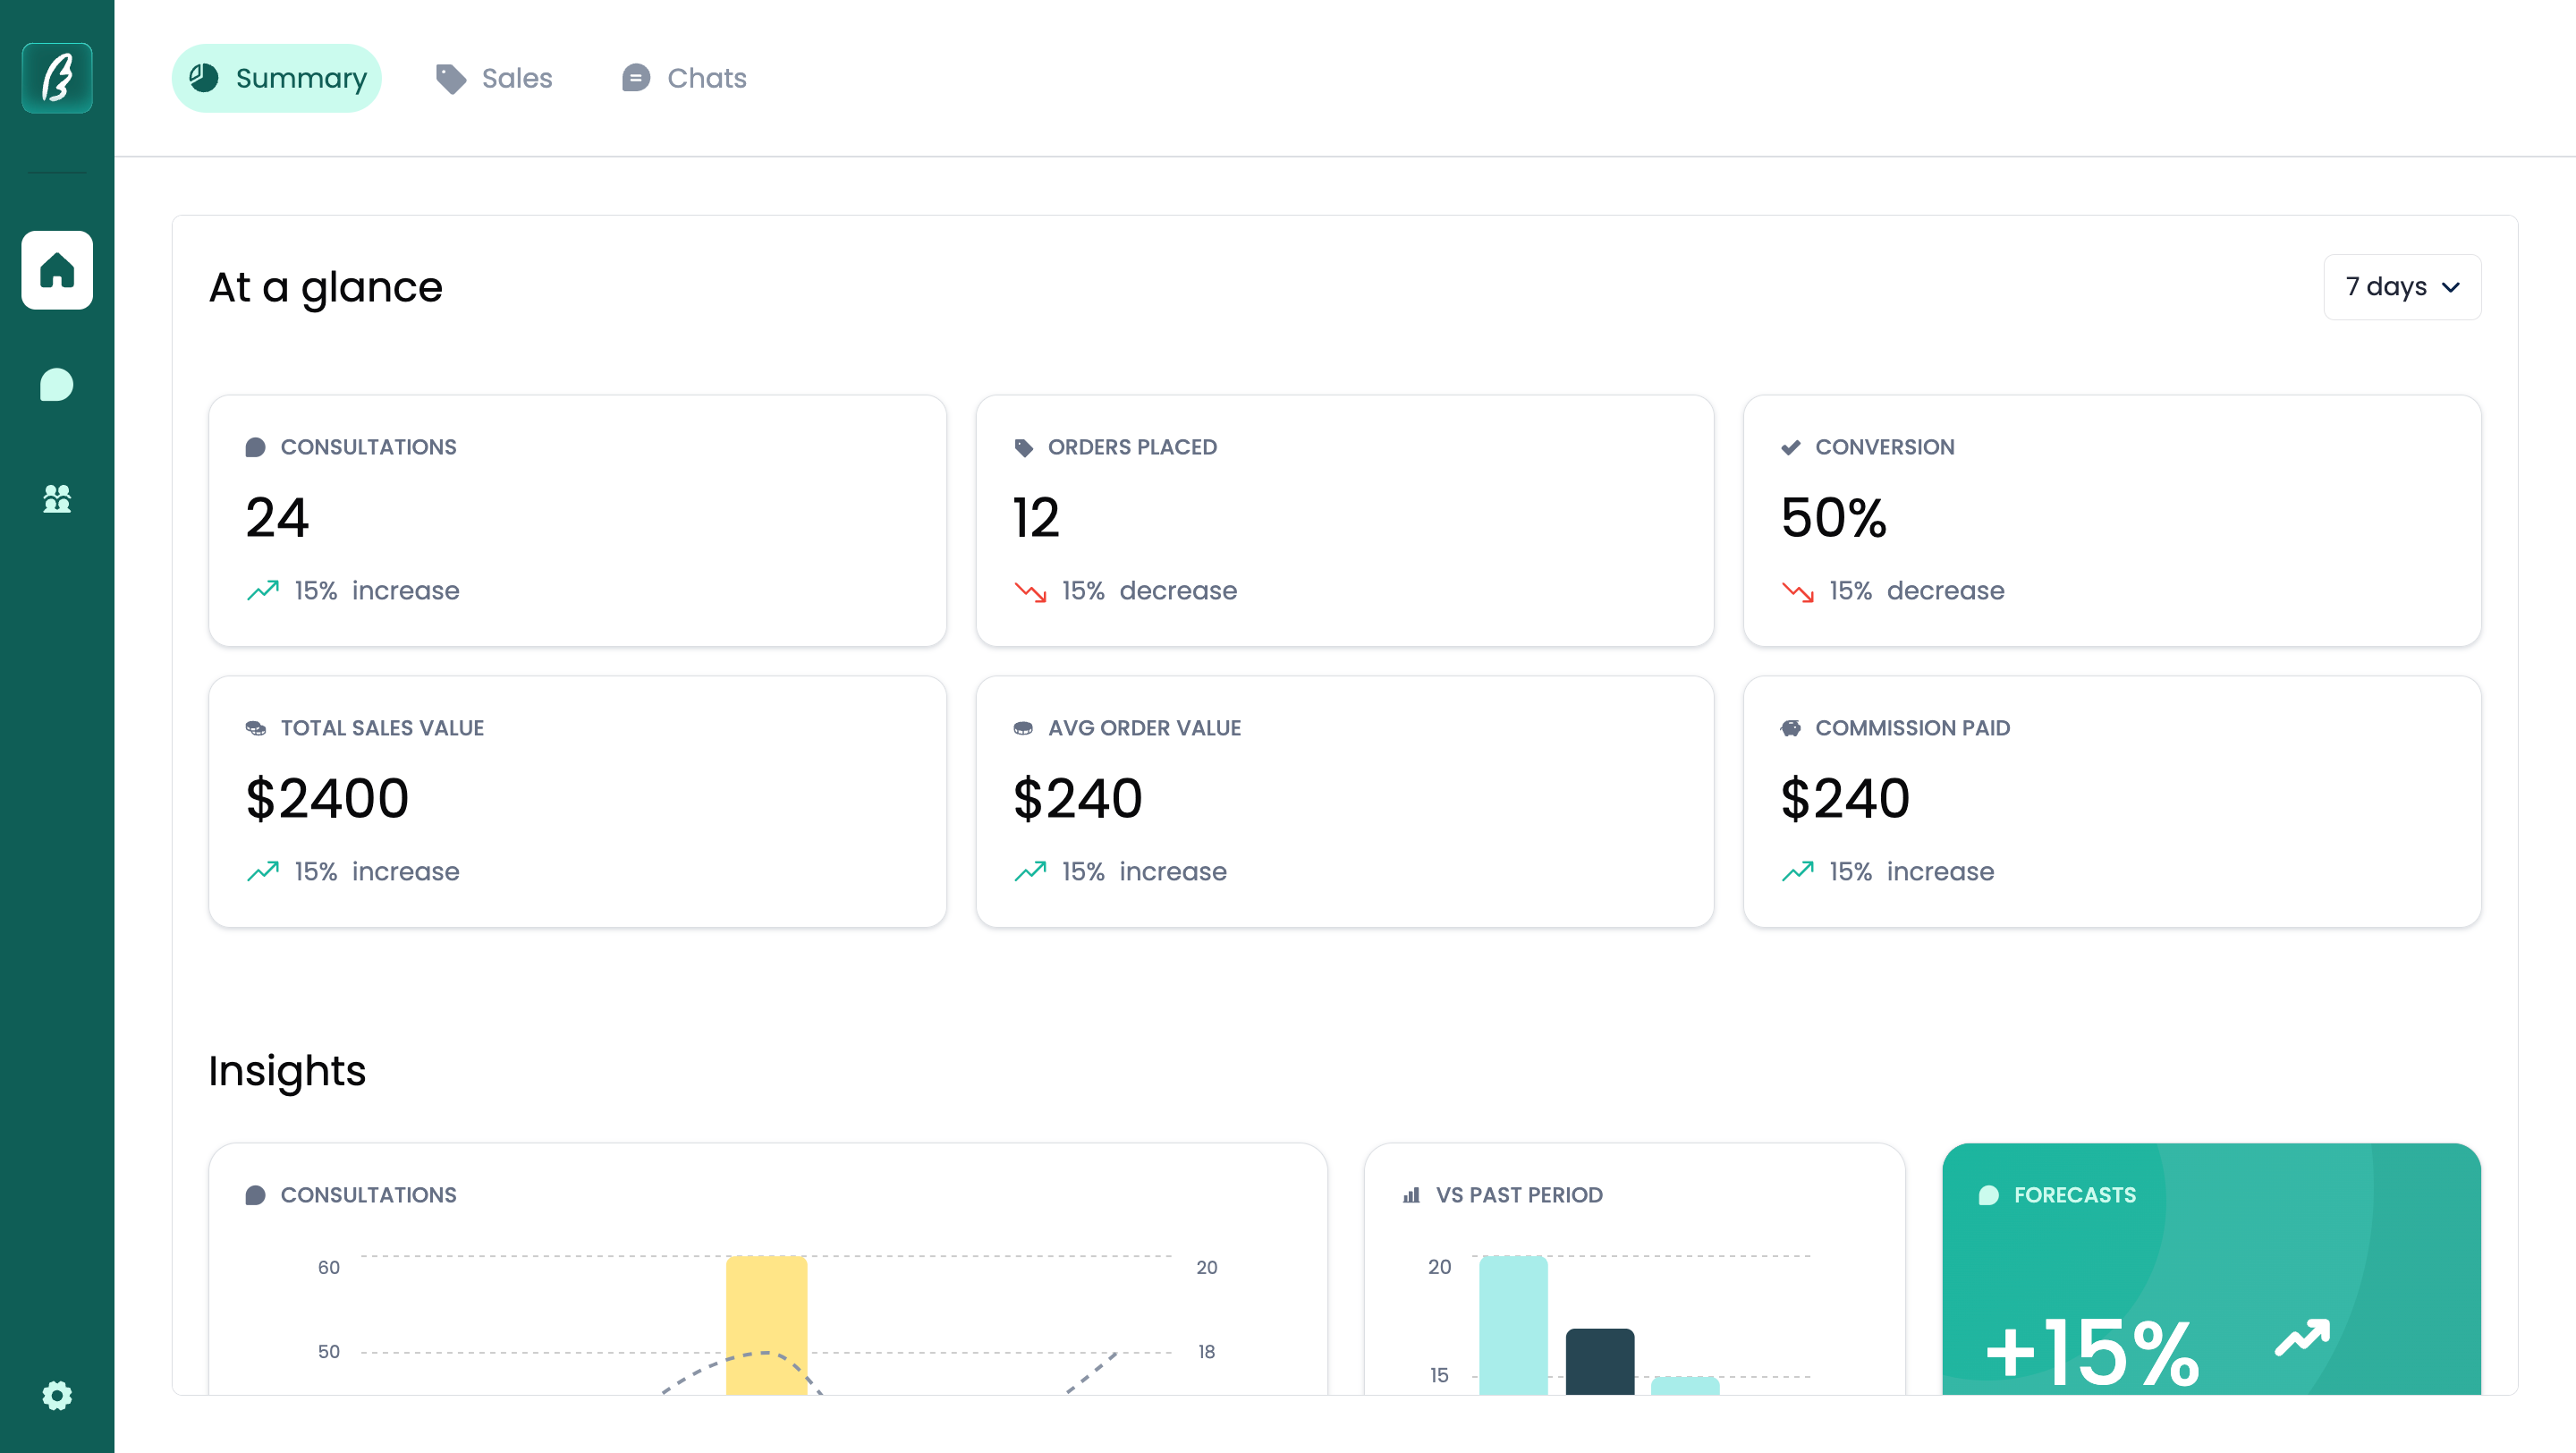 Summary
Sales
Chats
At a glance
7 days
CONSULTATIONS
24
15% increase
ORDERS PLACED
12
15% decrease
CONVERSION
50%
15% decrease
TOTAL SALES VALUE
$2400
15% increase
AVG ORDER VALUE
$240
15% increase
COMMISSION PAID
$240
15% increase
Insights
CONSULTATIONS
60
20
50
18
VS PAST PERIOD
20
15
FORECASTS
+15%